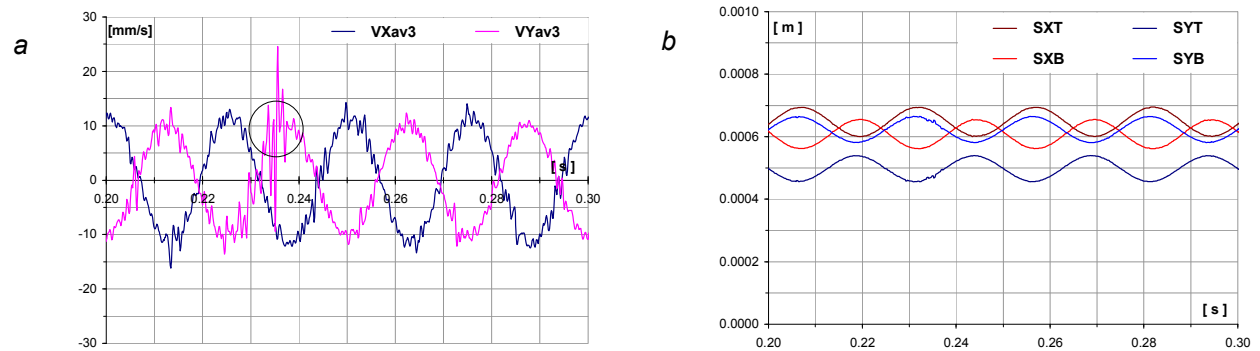 a
[mm/s] VXav3 VYav3
30
20
10
0
-10
-20
-30
0.20 0.22 0.24 0.26 0.28 0.30
[ s ]
b
[ m ] SXT SYT
SXB SYB
0.0010
0.0008
0.0006
0.0004
0.0002
0.0000
0.20 0.22 0.24 0.26 0.28 0.30
[ s ]